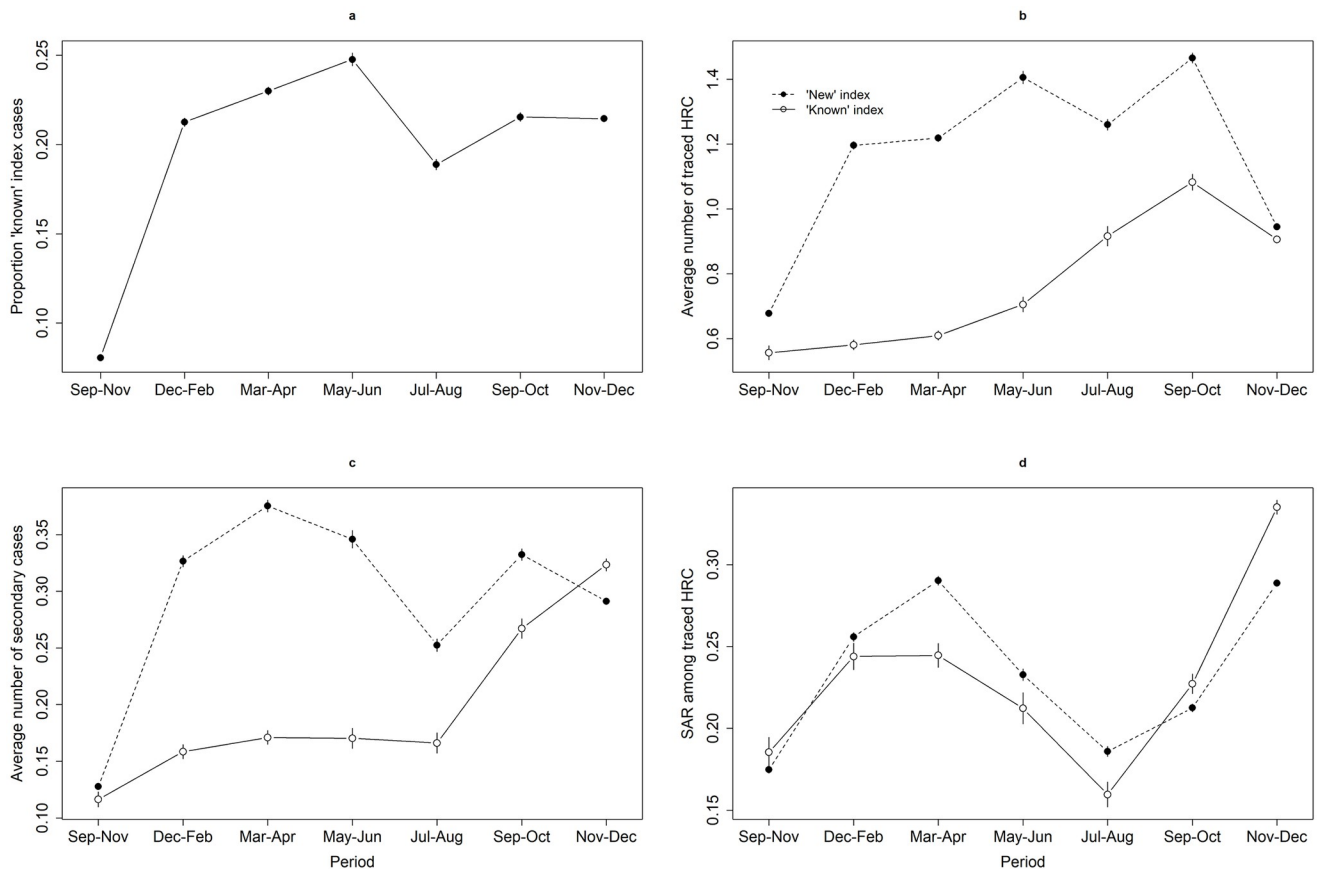 a
Proportion 'known' index cases
0.25
0.20
0.15
0.10
Sep-Nov Dec-Feb Mar-Apr May-Jun Jul-Aug Sep-Oct Nov-Dec
b
Average number of traced HRC
1.4
1.2
1.0
0.8
0.6
'New' index
'Known' index
Sep-Nov Dec-Feb Mar-Apr May-Jun Jul-Aug Sep-Oct Nov-Dec
c
Average number of secondary cases
0.35
0.30
0.25
0.20
0.15
0.10
Sep-Nov Dec-Feb Mar-Apr May-Jun Jul-Aug Sep-Oct Nov-Dec
Period
d
SAR among traced HRC
0.30
0.25
0.20
0.15
Sep-Nov Dec-Feb Mar-Apr May-Jun Jul-Aug Sep-Oct Nov-Dec
Period